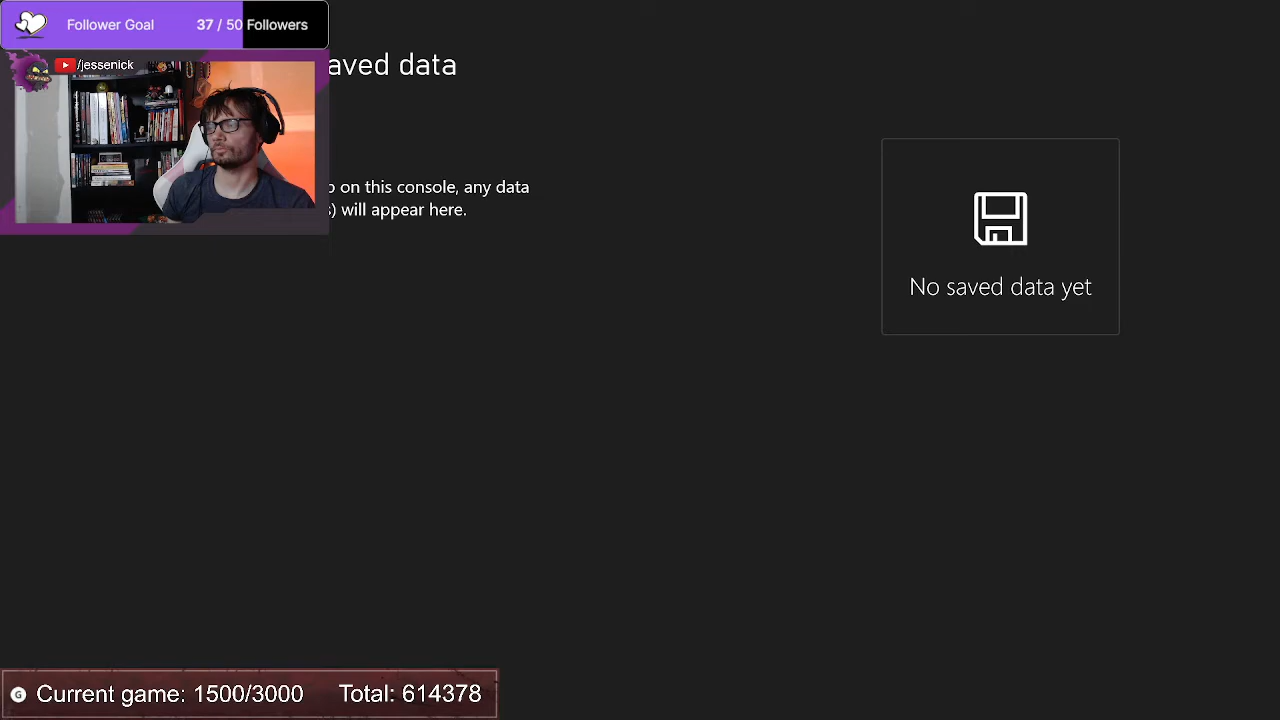 Follower Goal 37 / 50 Followers
/jessenick
aved data
on this console, any data
) will appear here.
No saved data yet
G Current game: 1500/3000 Total: 614378